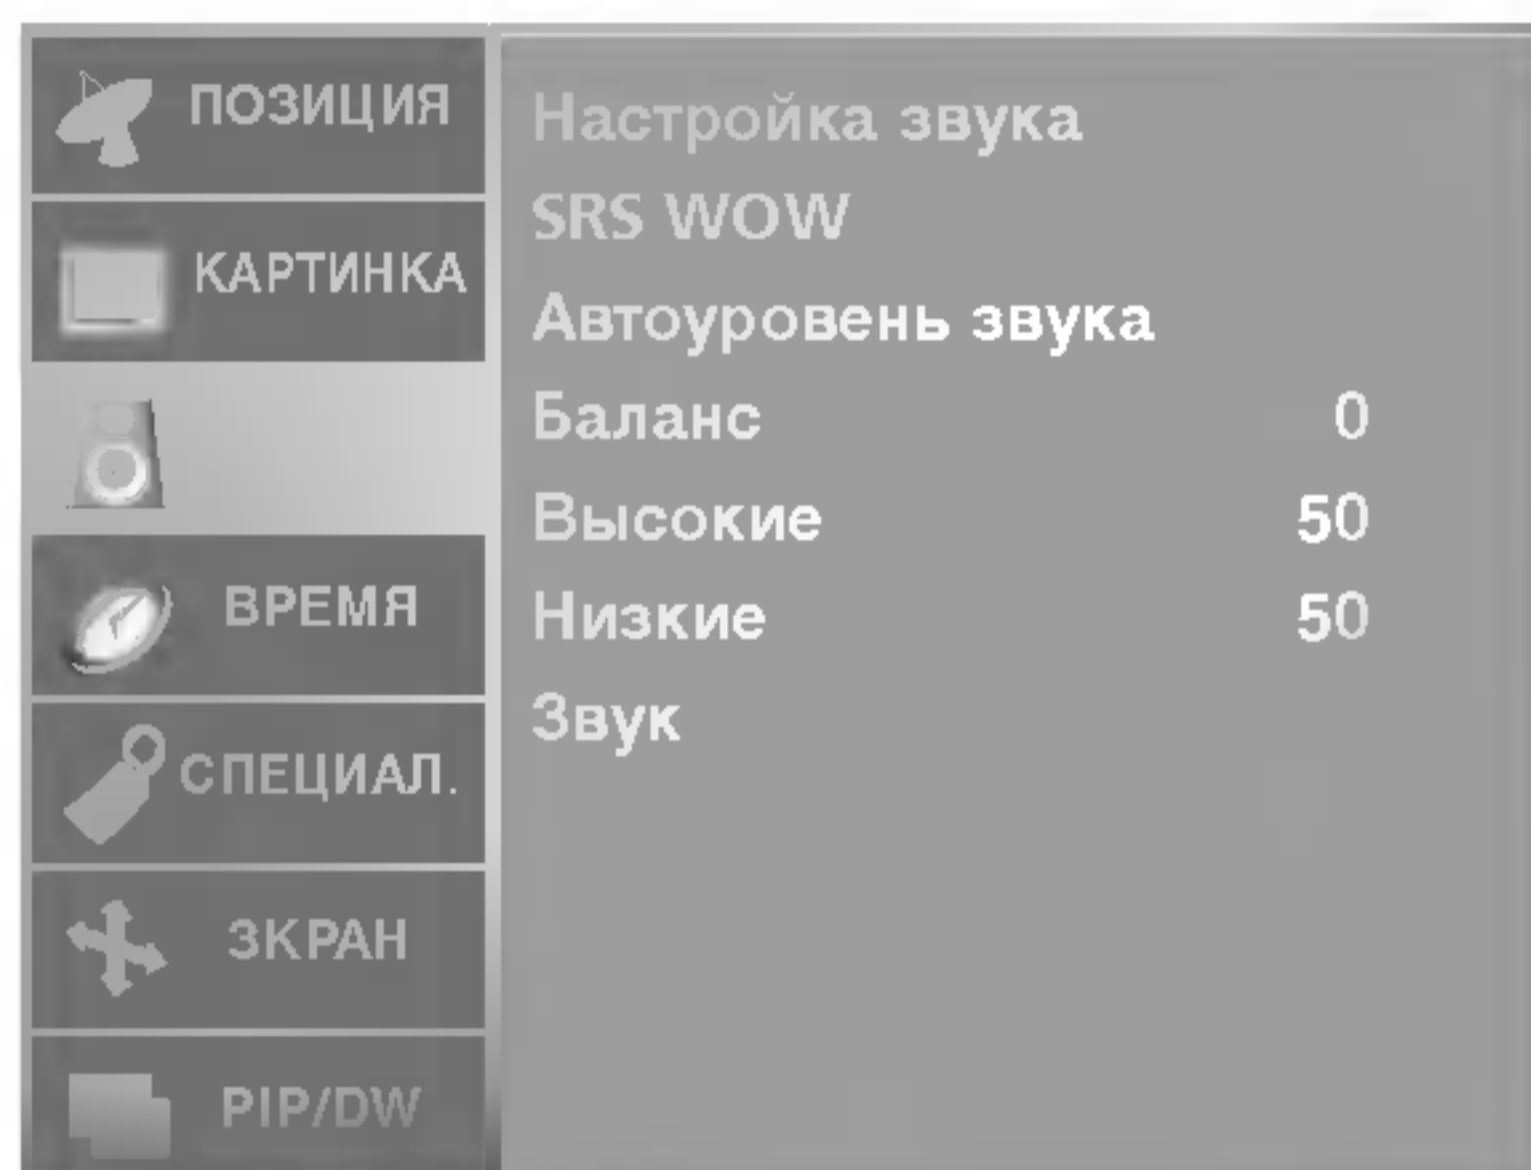 ПОЗИЦИЯ
КАРТИНКА
ВРЕМЯ
СПЕЦИАЛ.
ЗКРАН
PIP/DW
Настройка звука
SRS WOW
Автоуровень звука
Баланс 0
Высокие 50
Низкие 50
Звук